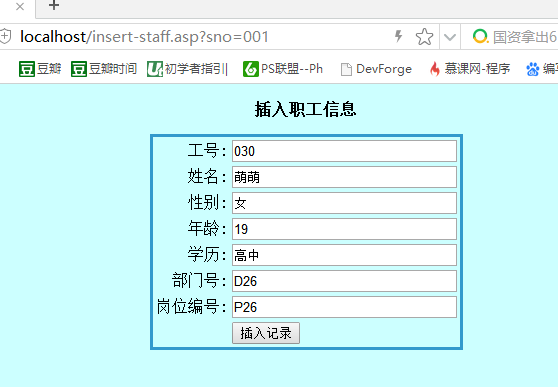 localhost/insert-staff.asp?sno=001
国资拿出6
豆瓣 豆瓣时间 初学者指引| PS联盟--Ph DevForge 慕课网-程序 编写
插入职工信息
工号: 030
姓名: 萌萌
性别: 女
年龄: 19
学历: 高中
部门号: D26
岗位编号: P26
插入记录